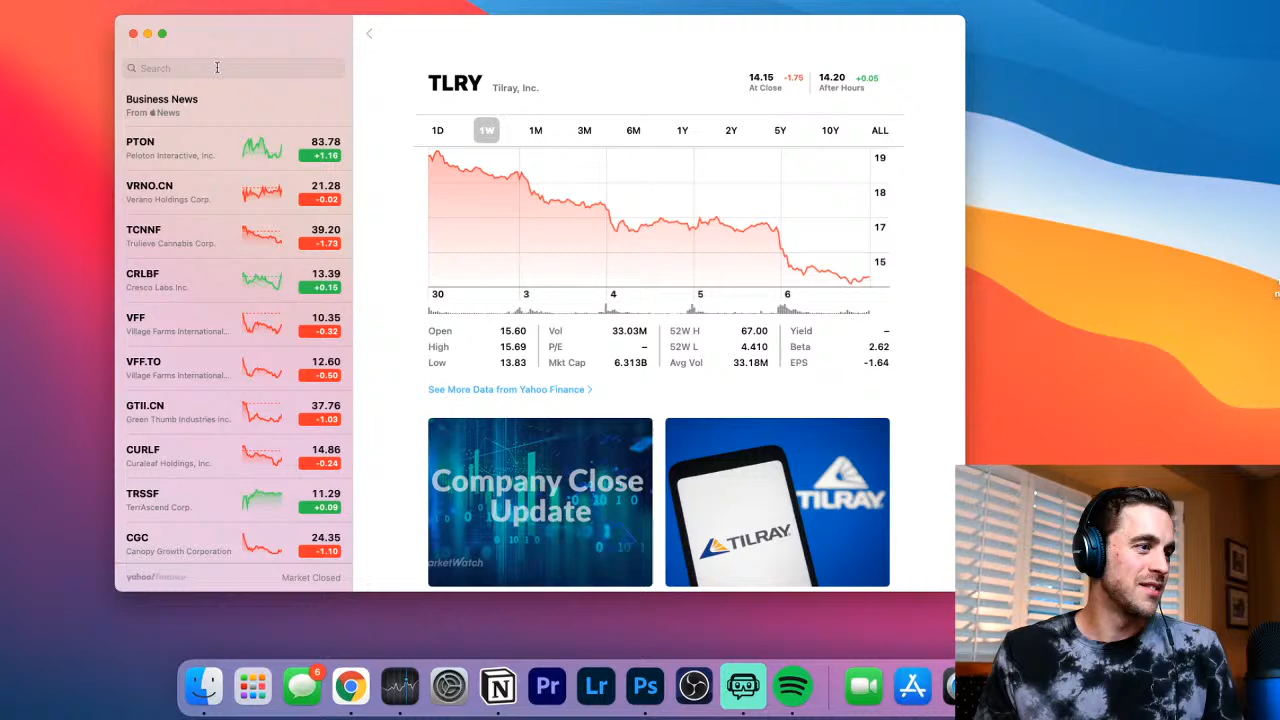 Search
Business News
From News
PTON 83.78
Peloton Interactive, Inc. +1.16
VRNO.CN 21.28
Verano Holdings Corp. -0.02
TCNNF 39.20
Trulieve Cannabis Corp. -1.73
CRLBF 13.39
Cresco Labs Inc. +0.15
VFF 10.35
Village Farms International... -0.32
VFF.TO 12.60
Village Farms International... -0.50
GTII.CN 37.76
Green Thumb Industries Inc. -1.03
CURLF 14.86
Curaleaf Holdings, Inc. -0.24
TRSSF 11.29
TerrAscend Corp. +0.09
CGC 24.35
Canopy Growth Corporation -1.10
yahoo!finance Market Closed
TLRY Tilray, Inc.
14.15 -1.75 14.20 +0.05
At Close After Hours
1D 1W 1M 3M 6M 1Y 2Y 5Y 10Y ALL
19
18
17
15
30 3 4 5 6
Open 15.60 Vol 33.03M 52W H 67.00 Yield –
High 15.69 P/E – 52W L 4.410 Beta 2.62
Low 13.83 Mkt Cap 6.313B Avg Vol 33.18M EPS -1.64
See More Data from Yahoo Finance >
Company Close
Update
arketWatch
TILRAY
TILRAY
6
N Pr Lr Ps